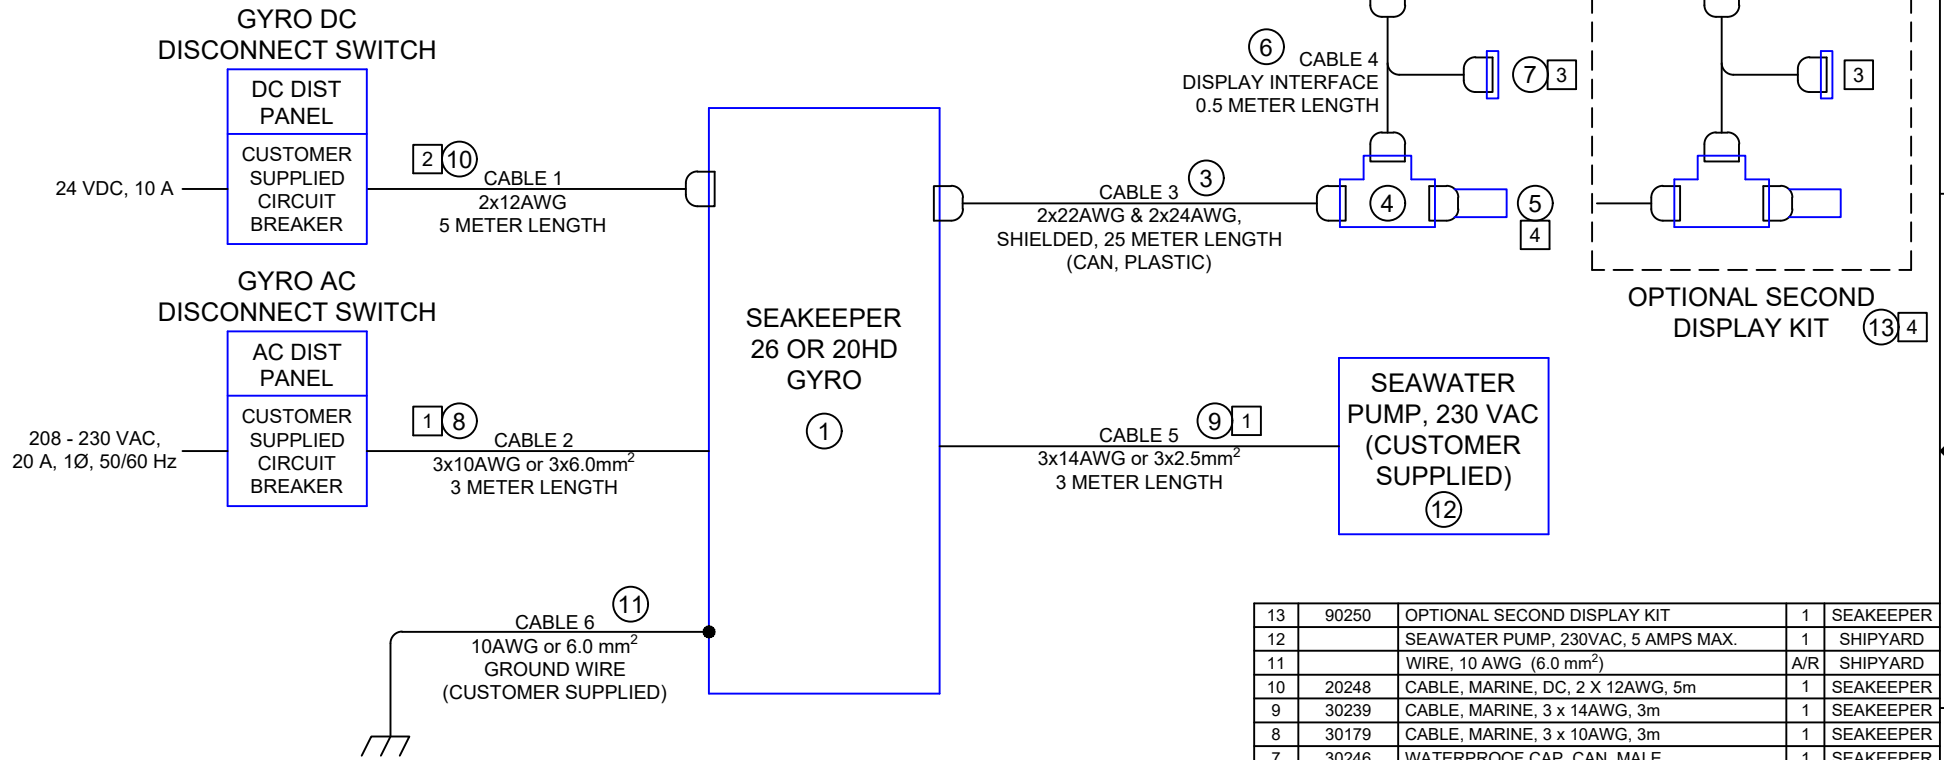 GYRO DC
DISCONNECT SWITCH
DC DIST
PANEL
CUSTOMER
SUPPLIED
CIRCUIT
BREAKER
24 VDC, 10 A
2
10
CABLE 1
2x12AWG
5 METER LENGTH
GYRO AC
DISCONNECT SWITCH
AC DIST
PANEL
CUSTOMER
SUPPLIED
CIRCUIT
BREAKER
208 - 230 VAC,
20 A, 1Ø, 50/60 Hz
1
8
CABLE 2
3x10AWG or 3x6.0mm²
3 METER LENGTH
11
CABLE 6
10AWG or 6.0 mm²
GROUND WIRE
(CUSTOMER SUPPLIED)
SEAKEEPER
26 OR 20HD
GYRO
1
6
CABLE 4
DISPLAY INTERFACE
0.5 METER LENGTH
7
3
3
CABLE 3
3
2x22AWG & 2x24AWG,
SHIELDED, 25 METER LENGTH
(CAN, PLASTIC)
4
5
4
OPTIONAL SECOND
DISPLAY KIT
13
4
9
1
CABLE 5
3x14AWG or 3x2.5mm²
3 METER LENGTH
SEAWATER
PUMP, 230 VAC
(CUSTOMER
SUPPLIED)
12
13 90250 OPTIONAL SECOND DISPLAY KIT 1 SEAKEEPER
12 SEAWATER PUMP, 230VAC, 5 AMPS MAX. 1 SHIPYARD
11 WIRE, 10 AWG (6.0 mm²) A/R SHIPYARD
10 20248 CABLE, MARINE, DC, 2 X 12AWG, 5m 1 SEAKEEPER
9 30239 CABLE, MARINE, 3 x 14AWG, 3m 1 SEAKEEPER
8 30179 CABLE, MARINE, 3 x 10AWG, 3m 1 SEAKEEPER
7 30246 WATERPROOF CAP, CAN, MALE 1 SEAKEEPER